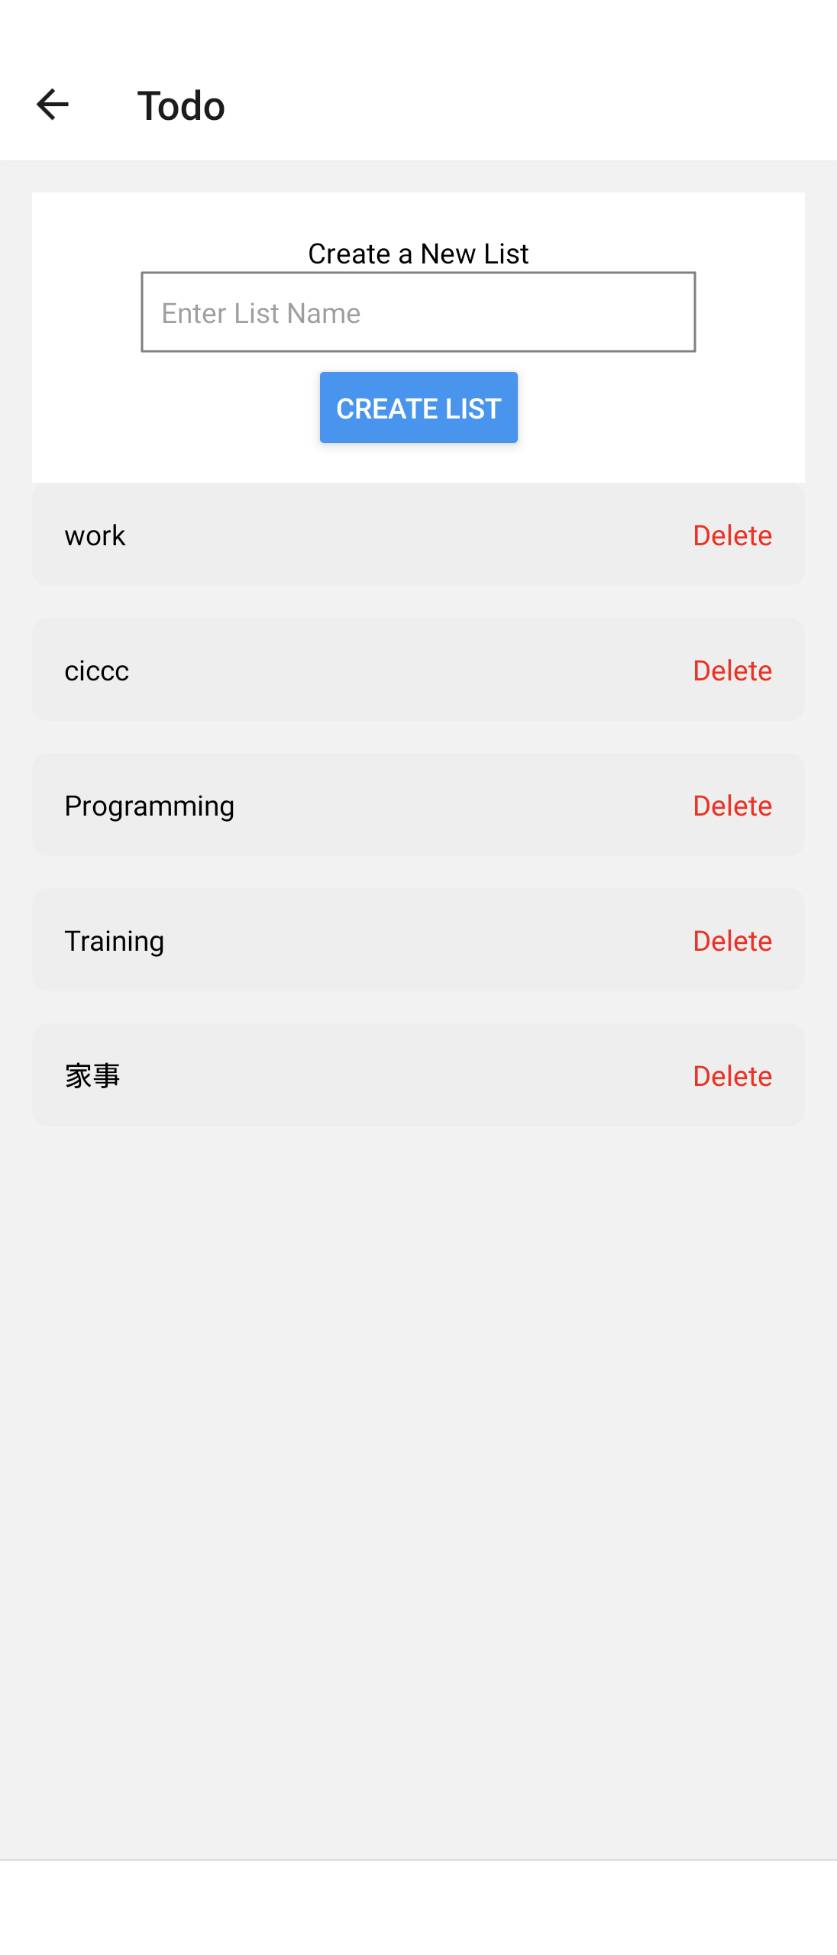 Todo
Create a New List
Enter List Name
CREATE LIST
work Delete
ciccc Delete
Programming Delete
Training Delete
家事 Delete